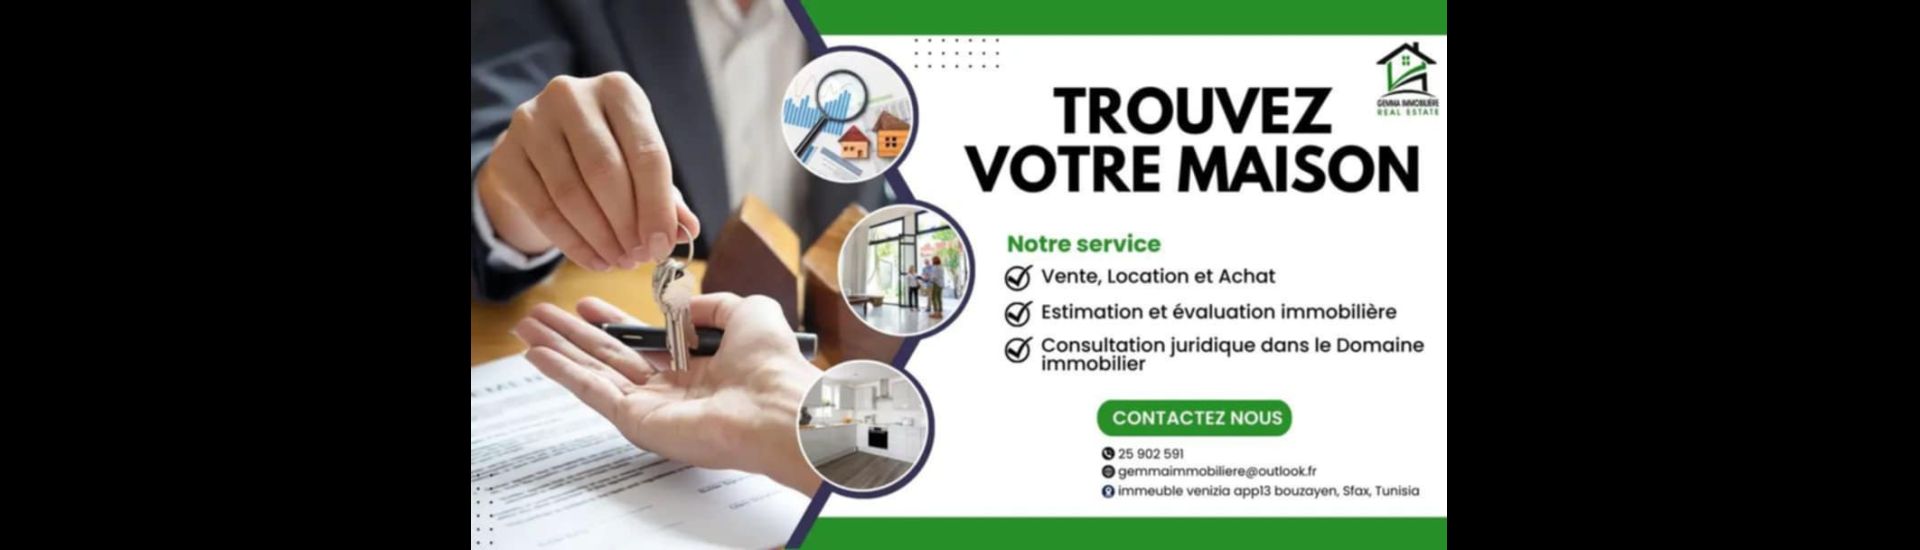 TROUVEZ
VOTRE MAISON
GEMMA IMMOBILIÈRE
REAL ESTATE
Notre service
Vente, Location et Achat
Estimation et évaluation immobilière
Consultation juridique dans le Domaine
immobilier
CONTACTEZ NOUS
25 902 591
gemmaimmobiliere@outlook.fr
immeuble venizia app13 bouzayen, Sfax, Tunisia